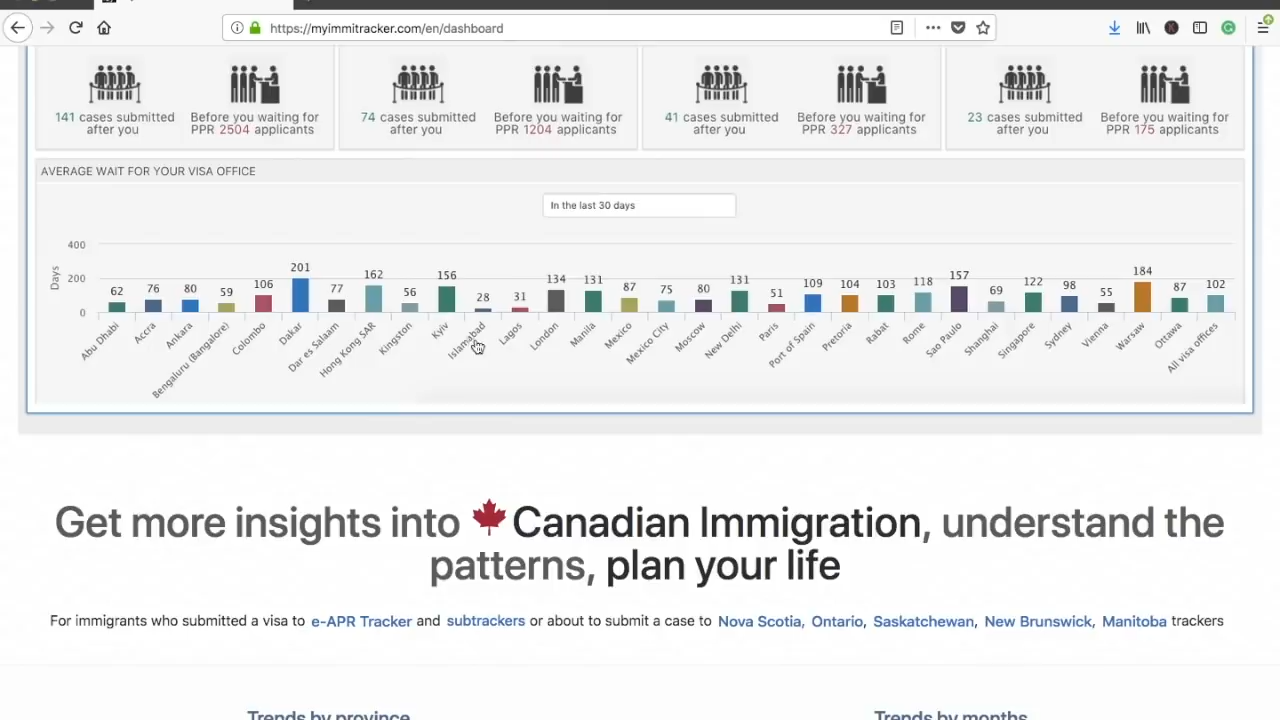 https://myimmitracker.com/en/dashboard
141 cases submitted after you
Before you waiting for PPR 2504 applicants
74 cases submitted after you
Before you waiting for PPR 1204 applicants
41 cases submitted after you
Before you waiting for PPR 327 applicants
23 cases submitted after you
Before you waiting for PPR 175 applicants
AVERAGE WAIT FOR YOUR VISA OFFICE
In the last 30 days
Days
400
200
0
62 76 80 59 106 201 77 162 56 156 28 31 134 131 87 75 80 131 51 109 104 103 118 157 69 122 98 55 184 87 102
Abu Dhabi
Accra
Ankara
Bengaluru (Bangalore)
Colombo
Dakar
Dar es Salaam
Hong Kong SAR
Kingston
Kyiv
Islamabad
Lagos
London
Manila
Mexico
Mexico City
Moscow
New Delhi
Paris
Port of Spain
Pretoria
Rabat
Rome
Sao Paulo
Shanghai
Singapore
Sydney
Vienna
Warsaw
Ottawa
All visa offices
Get more insights into Canadian Immigration, understand the
patterns, plan your life
For immigrants who submitted a visa to e-APR Tracker and subtrackers or about to submit a case to Nova Scotia, Ontario, Saskatchewan, New Brunswick, Manitoba trackers
Trends by province
Trends by months